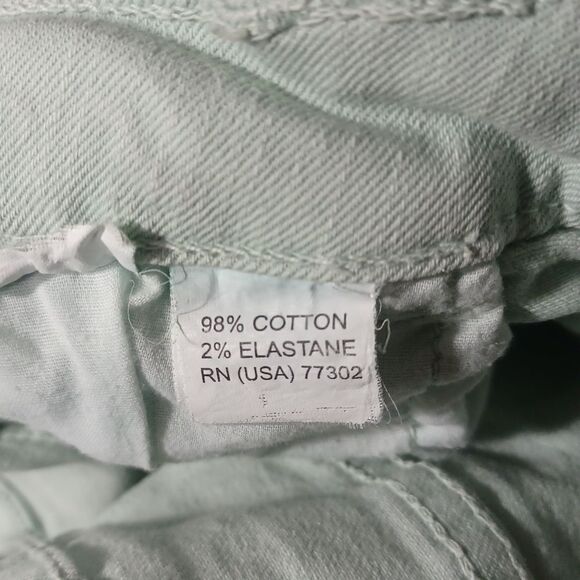 98% COTTON
2% ELASTANE
RN (USA) 77302